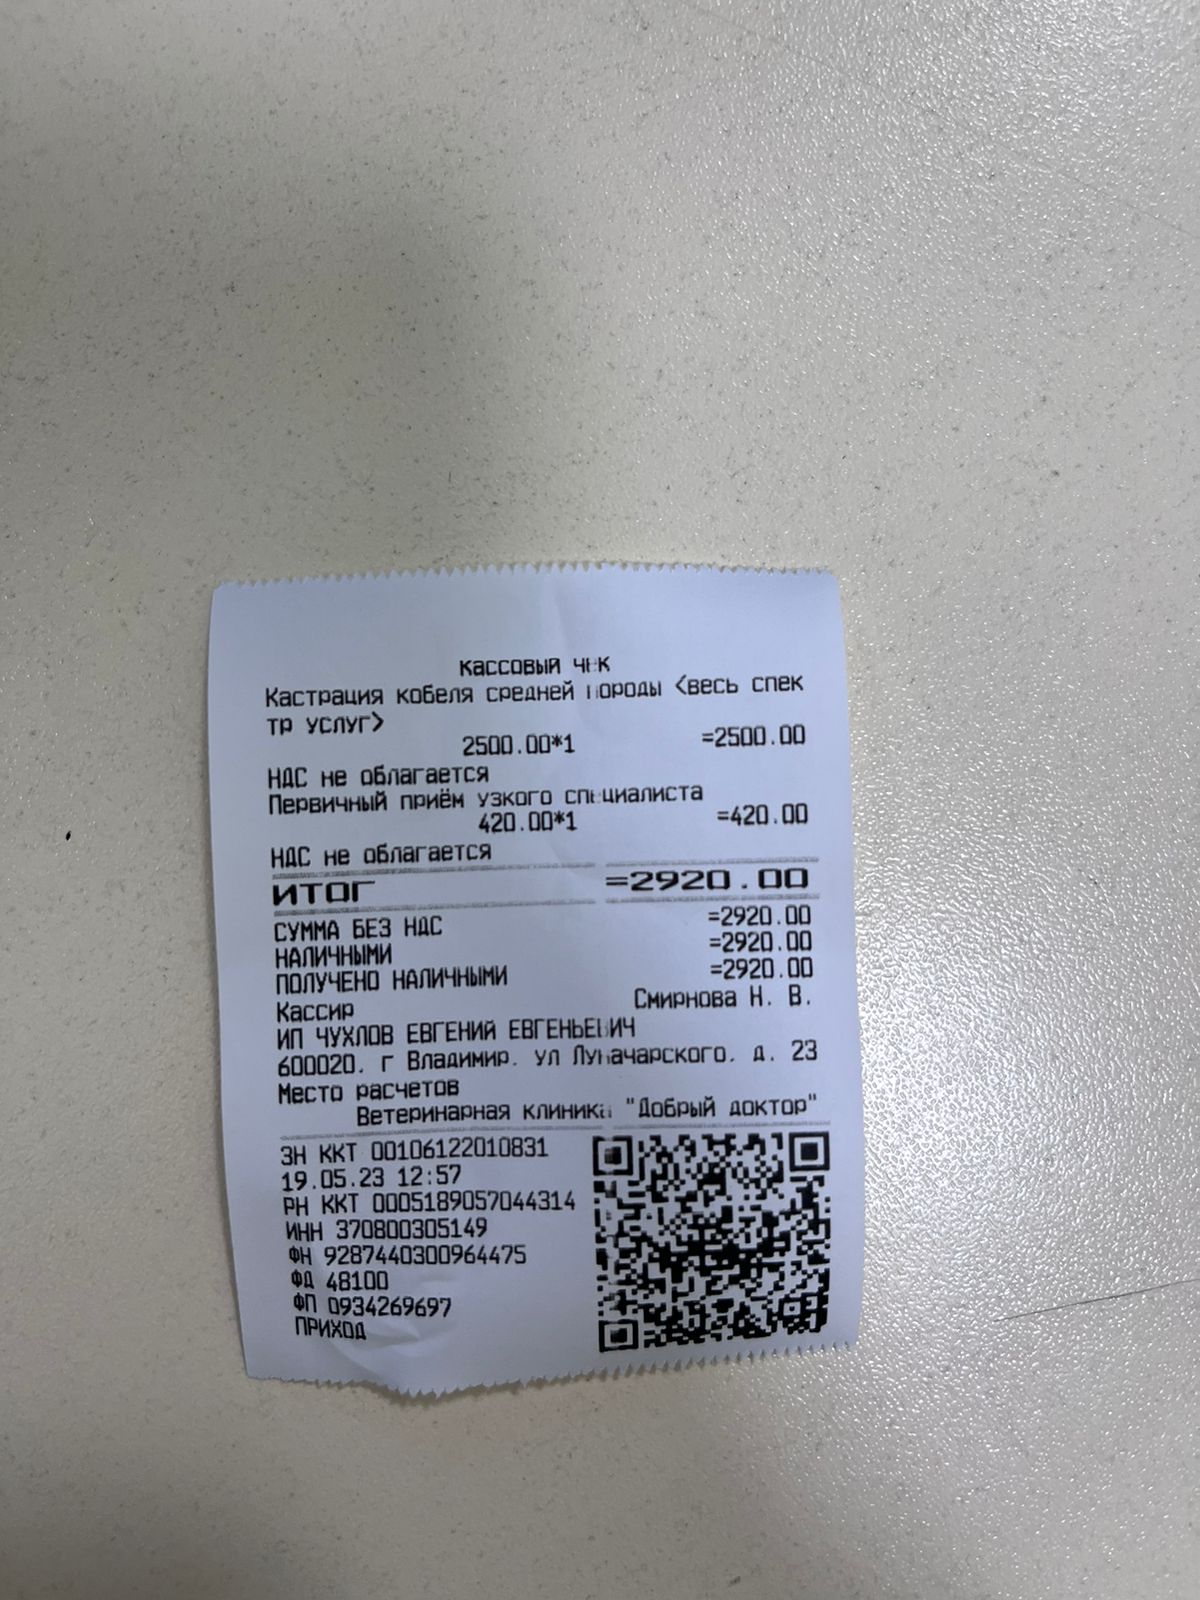 КАССОВЫЙ ЧЕК
Кастрация кобеля средней породы <весь спек
тр услуг>
2500.00*1 =2500.00
НДС не облагается
Первичный приём узкого специалиста
420.00*1 =420.00
НДС не облагается
ИТОГ =2920.00
СУММА БЕЗ НДС =2920.00
НАЛИЧНЫМИ =2920.00
ПОЛУЧЕНО НАЛИЧНЫМИ =2920.00
Кассир Смирнова Н. В.
ИП ЧУХЛОВ ЕВГЕНИЙ ЕВГЕНЬЕВИЧ
600020. г Владимир. ул Луначарского. д. 23
Место расчетов
Ветеринарная клиника "Добрый доктор"
ЗН ККТ 00106122010831
19.05.23 12:57
РН ККТ 0005189057044314
ИНН 370800305149
ФН 9287440300964475
ФД 48100
ФП 0934269697
ПРИХОД